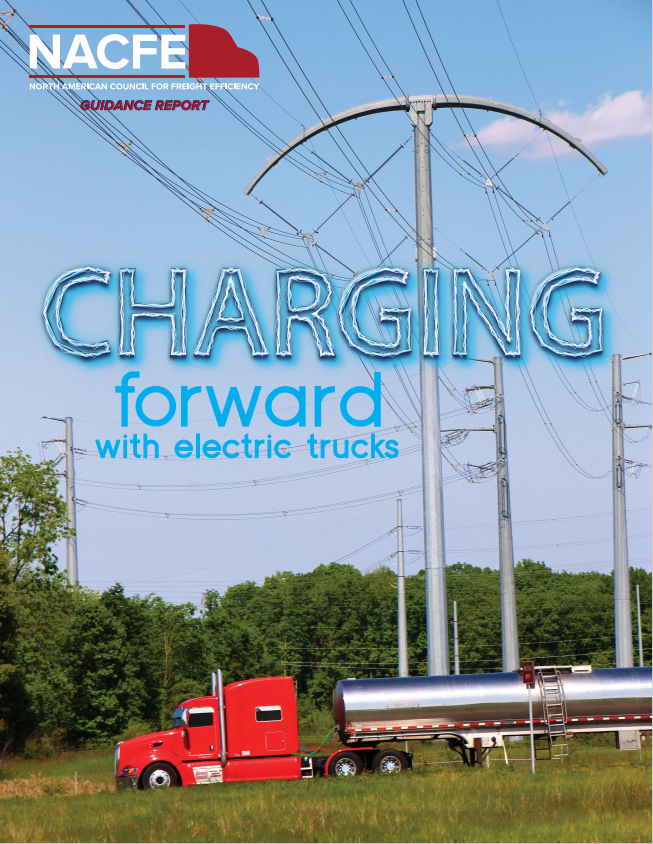 NACFE
NORTH AMERICAN COUNCIL FOR FREIGHT EFFICIENCY
GUIDANCE REPORT
CHARGING
forward
with electric trucks